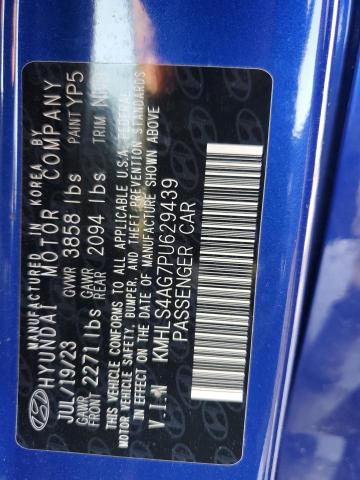 MANUFACTURED IN KOREA BY
HYUNDAI MOTOR COMPANY
JUL/19/23 GVWR 3858 lbs PAINT YP5
GAWR FRONT 2271 lbs GAWR REAR 2094 lbs TRIM
THIS VEHICLE CONFORMS TO ALL APPLICABLE U.S.A. FEDERAL
MOTOR VEHICLE SAFETY, BUMPER, AND THEFT PREVENTION STANDARDS
IN EFFECT ON THE DATE OF MANUFACTURE SHOWN ABOVE
V.I.N KMHLS4AG7PU629439
PASSENGER CAR